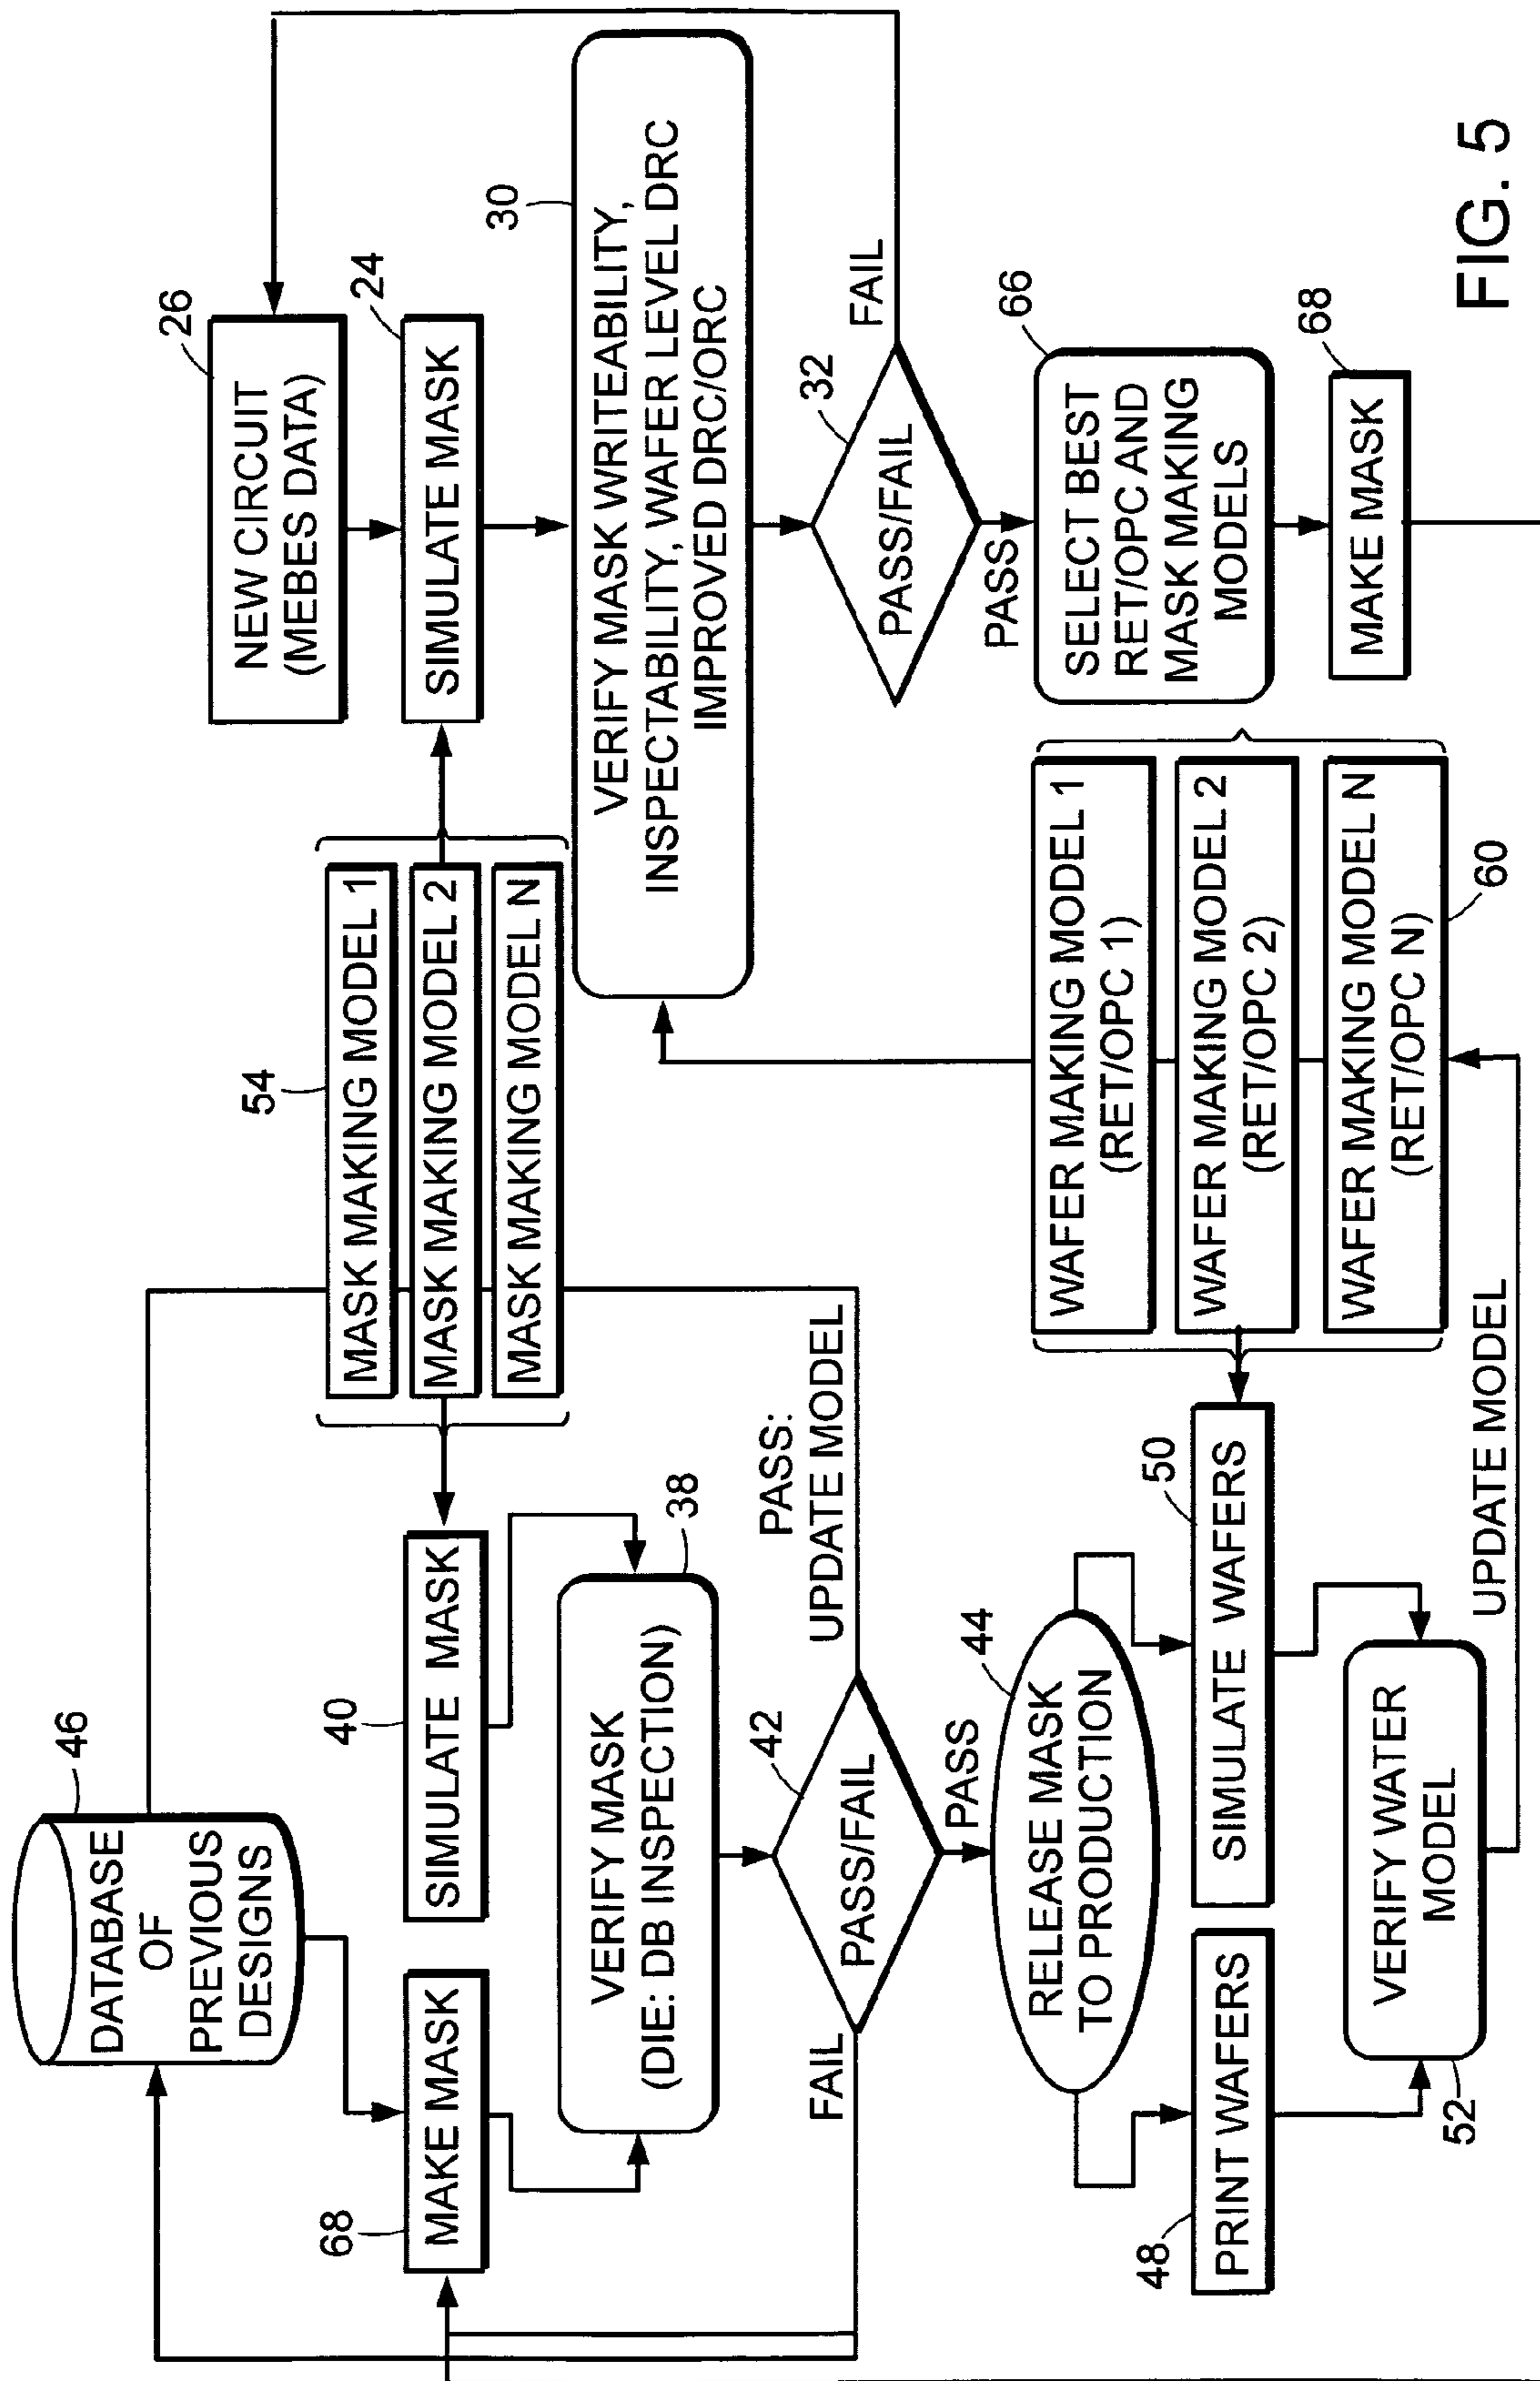 46
DATABASE
OF
PREVIOUS
DESIGNS
68
MAKE MASK
40
SIMULATE MASK
VERIFY MASK
(DIE: DB INSPECTION)
38
42
PASS/FAIL
FAIL
PASS
PASS:
UPDATE MODEL
44
RELEASE MASK
TO PRODUCTION
48
PRINT WAFERS
50
SIMULATE WAFERS
52
VERIFY WATER
MODEL
UPDATE MODEL
54
MASK MAKING MODEL 1
MASK MAKING MODEL 2
MASK MAKING MODEL N
26
NEW CIRCUIT
(MEBES DATA)
24
SIMULATE MASK
30
VERIFY MASK WRITEABILITY,
INSPECTABILITY, WAFER LEVEL DRC
IMPROVED DRC/ORC
32
PASS/FAIL
FAIL
PASS
WAFER MAKING MODEL 1
(RET/OPC 1)
WAFER MAKING MODEL 2
(RET/OPC 2)
WAFER MAKING MODEL N
(RET/OPC N)
60
66
SELECT BEST
RET/OPC AND
MASK MAKING
MODELS
68
MAKE MASK
FIG. 5